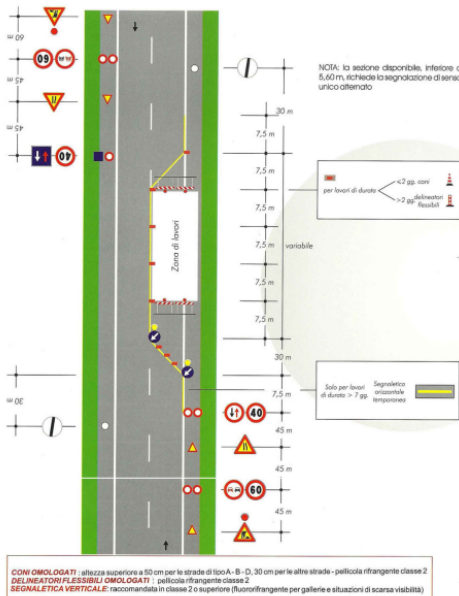 60 m
60
45 m
45 m
40
NOTA: la sezione disponibile, inferiore a
5,60 m, richiede la segnalazione di senso
unico alternato
30 m
7,5 m
7,5 m
7,5 m
7,5 m
7,5 m
7,5 m
variabile
30 m
7,5 m
per lavori di durata
<2 gg. coni
>2 gg. delineatori
flessibili
Zona di lavori
Solo per lavori
di durata > 7 gg.
Segnaletica
orizzontale
temporanea
30 m
40
45 m
45 m
60
45 m
CONI OMOLOGATI : altezza superiore a 50 cm per le strade di tipo A - B - D, 30 cm per le altre strade - pellicola rifrangente classe 2
DELINEATORI FLESSIBILI OMOLOGATI : pellicola rifrangente classe 2
SEGNALETICA VERTICALE: raccomandata in classe 2 o superiore (fluororifrangente per gallerie e situazioni di scarsa visibilità)